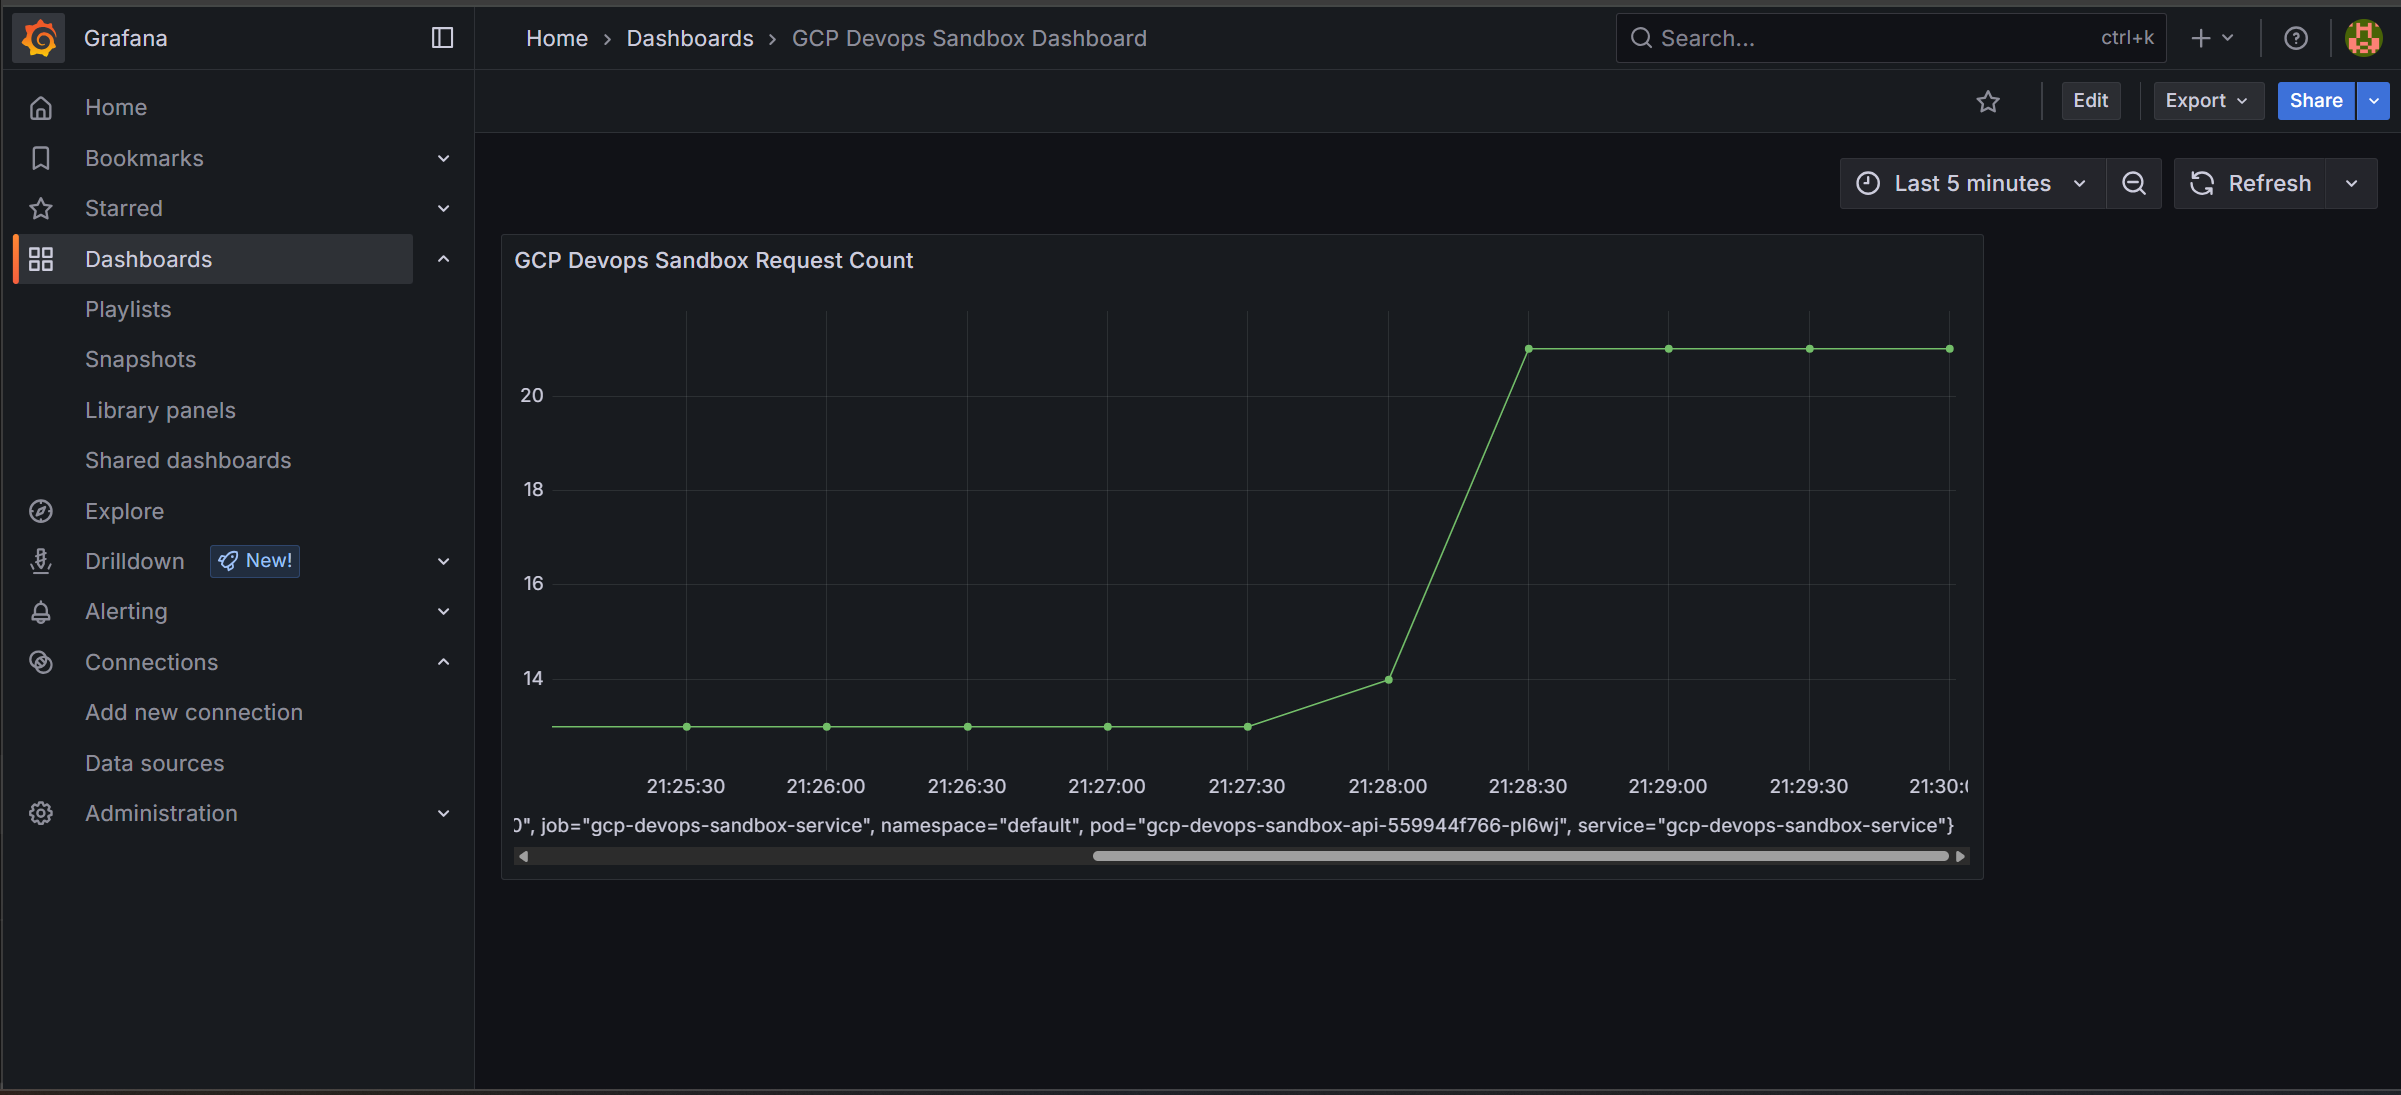 Grafana
Home › Dashboards › GCP Devops Sandbox Dashboard
Search...
ctrl+k
Edit
Export
Share
Home
Bookmarks
Starred
Dashboards
Playlists
Snapshots
Library panels
Shared dashboards
Explore
Drilldown
New!
Alerting
Connections
Add new connection
Data sources
Administration
Last 5 minutes
Refresh
GCP Devops Sandbox Request Count
20
18
16
14
21:25:30
21:26:00
21:26:30
21:27:00
21:27:30
21:28:00
21:28:30
21:29:00
21:29:30
21:30:0
0", job="gcp-devops-sandbox-service", namespace="default", pod="gcp-devops-sandbox-api-559944f766-pl6wj", service="gcp-devops-sandbox-service"}